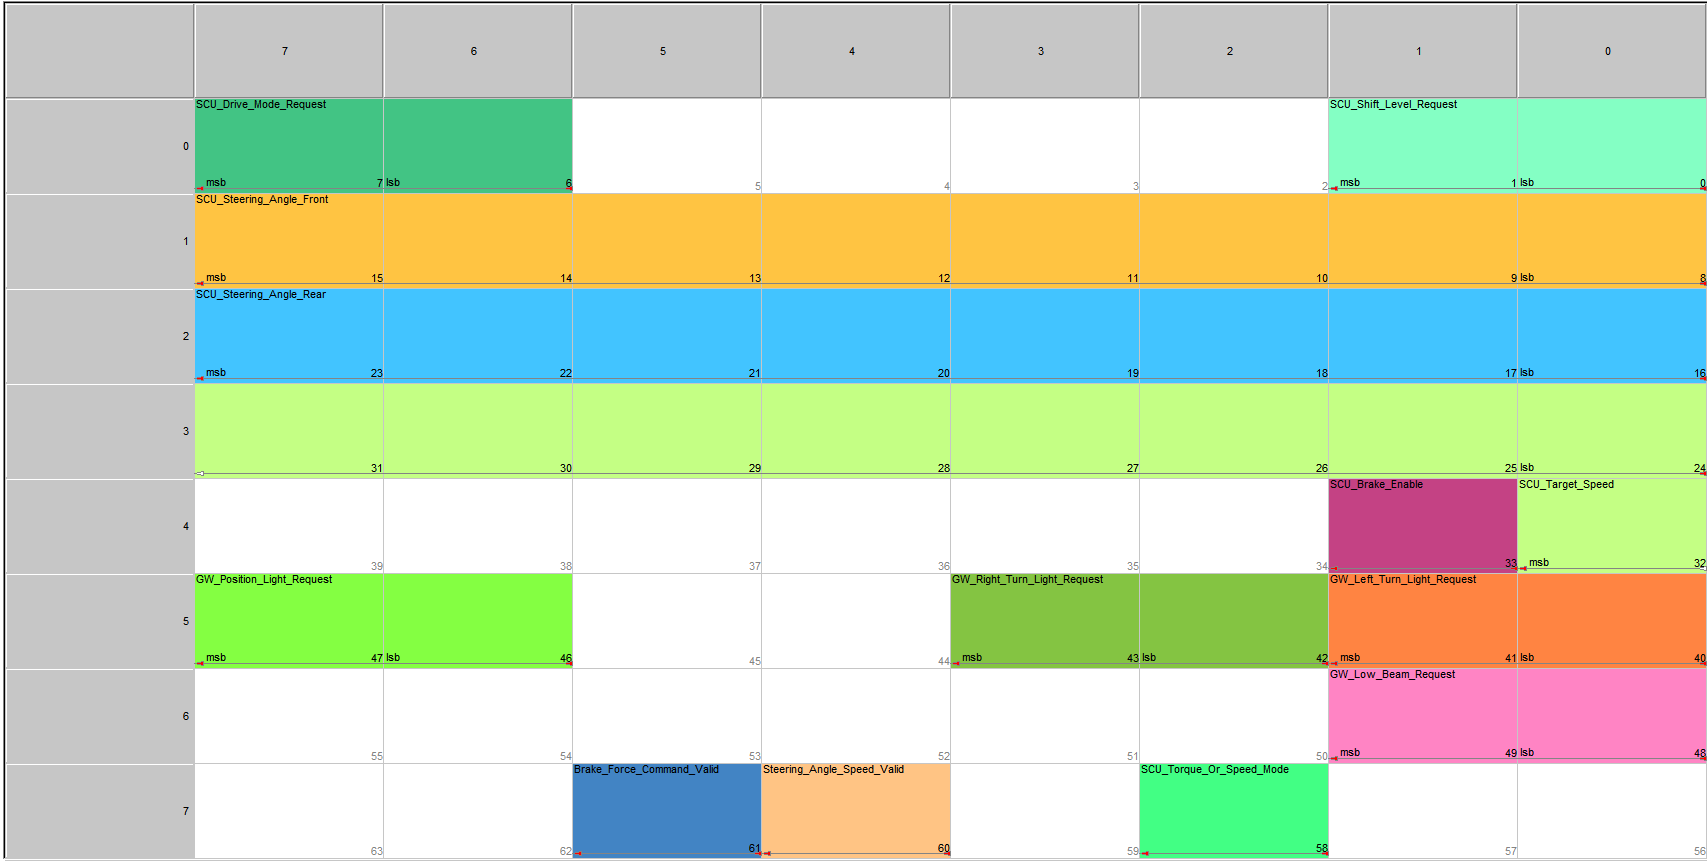 7 6 5 4 3 2 1 0
SCU_Drive_Mode_Request SCU_Shift_Level_Request
0
msb 7 lsb 6 5 4 3 2 msb 1 lsb 0
SCU_Steering_Angle_Front
1
msb 15 14 13 12 11 10 9 lsb 8
SCU_Steering_Angle_Rear
2
msb 23 22 21 20 19 18 17 lsb 16
3
31 30 29 28 27 26 25 lsb 24
SCU_Brake_Enable SCU_Target_Speed
4
39 38 37 36 35 34 33 msb 32
GW_Position_Light_Request GW_Right_Turn_Light_Request GW_Left_Turn_Light_Request
5
msb 47 lsb 46 45 44 msb 43 lsb 42 msb 41 lsb 40
GW_Low_Beam_Request
6
55 54 53 52 51 50 msb 49 lsb 48
Brake_Force_Command_Valid Steering_Angle_Speed_Valid SCU_Torque_Or_Speed_Mode
7
63 62 61 60 59 58 57 56